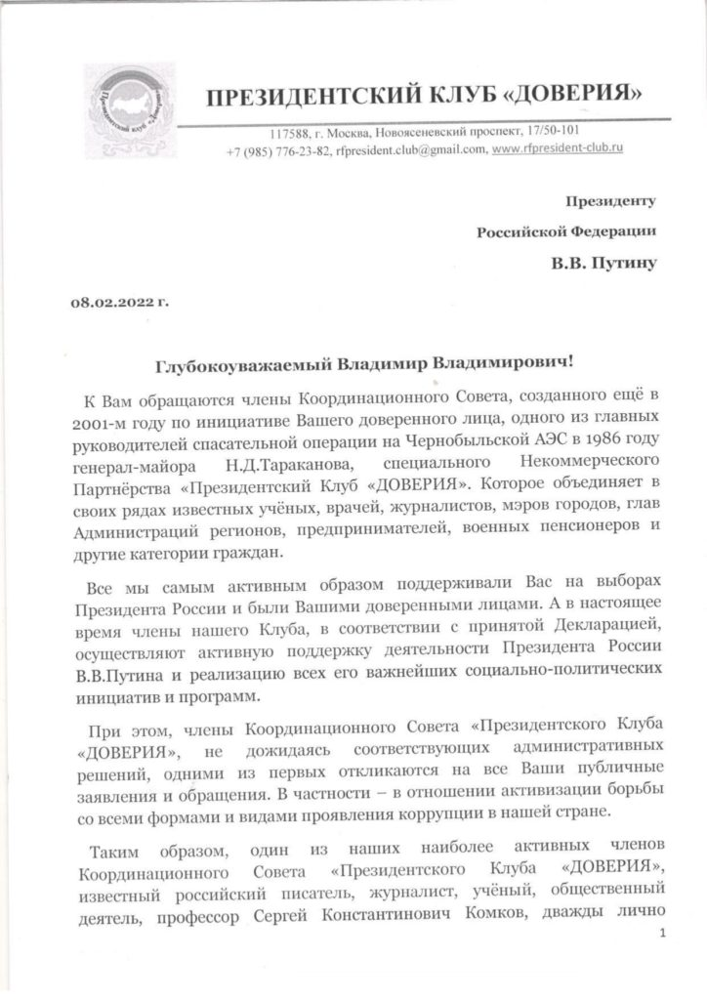 Президентский клуб «Доверия»
ПРЕЗИДЕНТСКИЙ КЛУБ «ДОВЕРИЯ»
117588, г. Москва, Новоясеневский проспект, 17/50-101
+7 (985) 776-23-82, rfpresident.club@gmail.com, www.rfpresident-club.ru
Президенту
Российской Федерации
В.В. Путину
08.02.2022 г.
Глубокоуважаемый Владимир Владимирович!
К Вам обращаются члены Координационного Совета, созданного ещё в
2001-м году по инициативе Вашего доверенного лица, одного из главных
руководителей спасательной операции на Чернобыльской АЭС в 1986 году
генерал-майора Н.Д.Тараканова, специального Некоммерческого
Партнёрства «Президентский Клуб «ДОВЕРИЯ». Которое объединяет в
своих рядах известных учёных, врачей, журналистов, мэров городов, глав
Администраций регионов, предпринимателей, военных пенсионеров и
другие категории граждан.
Все мы самым активным образом поддерживали Вас на выборах
Президента России и были Вашими доверенными лицами. А в настоящее
время члены нашего Клуба, в соответствии с принятой Декларацией,
осуществляют активную поддержку деятельности Президента России
В.В.Путина и реализацию всех его важнейших социально-политических
инициатив и программ.
При этом, члены Координационного Совета «Президентского Клуба
«ДОВЕРИЯ», не дожидаясь соответствующих административных
решений, одними из первых откликаются на все Ваши публичные
заявления и обращения. В частности – в отношении активизации борьбы
со всеми формами и видами проявления коррупции в нашей стране.
Таким образом, один из наших наиболее активных членов
Координационного Совета «Президентского Клуба «ДОВЕРИЯ»,
известный российский писатель, журналист, учёный, общественный
деятель, профессор Сергей Константинович Комков, дважды лично
1